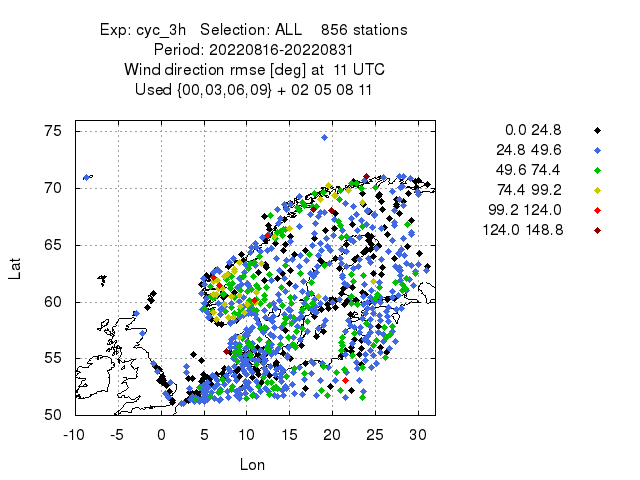 Exp: cyc_3h   Selection: ALL    856 stations
Period: 20220816-20220831
Wind direction rmse [deg] at  11 UTC
Used {00,03,06,09} + 02 05 08 11
0.0 24.8
24.8 49.6
49.6 74.4
74.4 99.2
99.2 124.0
124.0 148.8
75
70
65
60
55
50
Lat
-10 -5 0 5 10 15 20 25 30
Lon